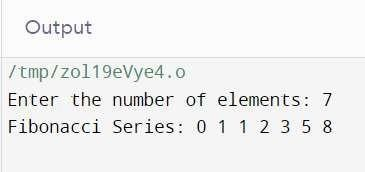 Output
/tmp/zol19eVye4.o
Enter the number of elements: 7
Fibonacci Series: 0 1 1 2 3 5 8